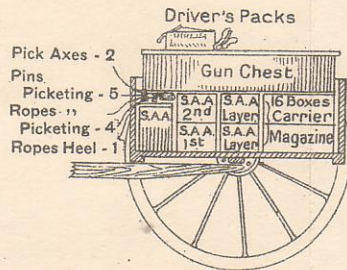 Driver's Packs
Pick Axes - 2
Pins
Picketing - 5
Ropes "
Picketing - 4
Ropes Heel - 1
Gun Chest
S.A.A
S.A.A
2nd
S.A.A.
1st
S.A.A
Layer
S.A.A
Layer
16 Boxes
Carrier
Magazine